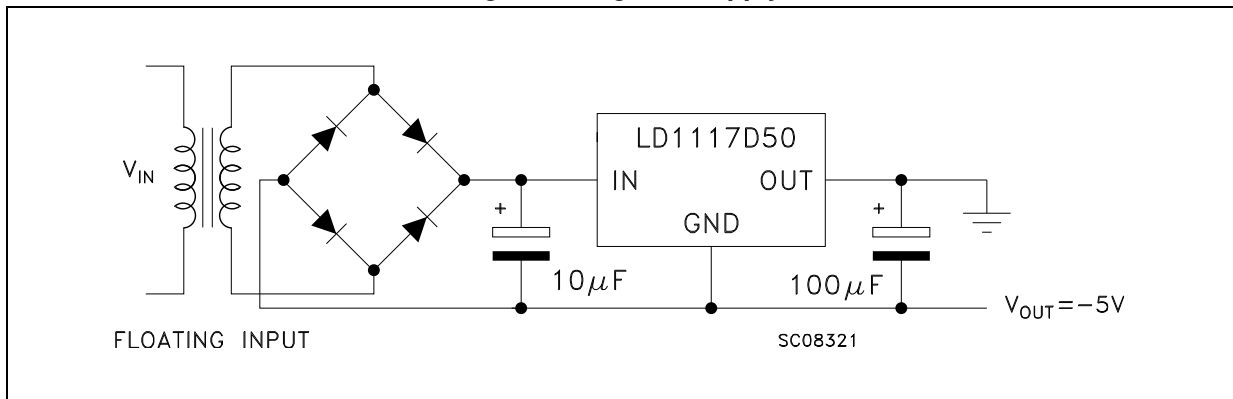 LD1117D50
V_IN
IN
OUT
+
+
GND
10μF
100μF
V_OUT=-5V
FLOATING INPUT
SC08321